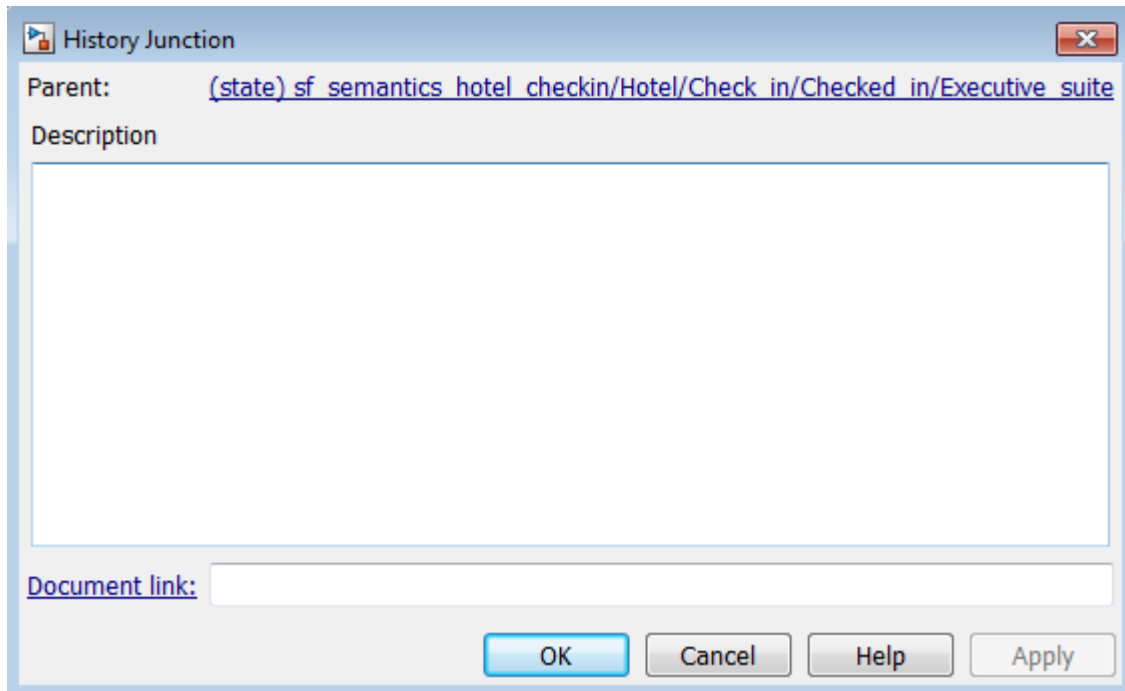 History Junction
Parent: (state) sf_semantics_hotel_checkin/Hotel/Check_in/Checked_in/Executive_suite
Description
Document link:
OK Cancel Help Apply